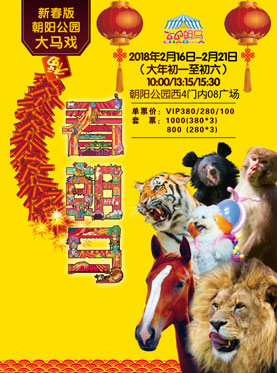 新春版
朝阳公园
大马戏
2018年2月16日-2月21日
（大年初一至初六）
10:00/13:15/15:30
朝阳公园西4门内08广场
单票价：VIP380/280/100
套 票：1000(380*3)
800 (280*3)